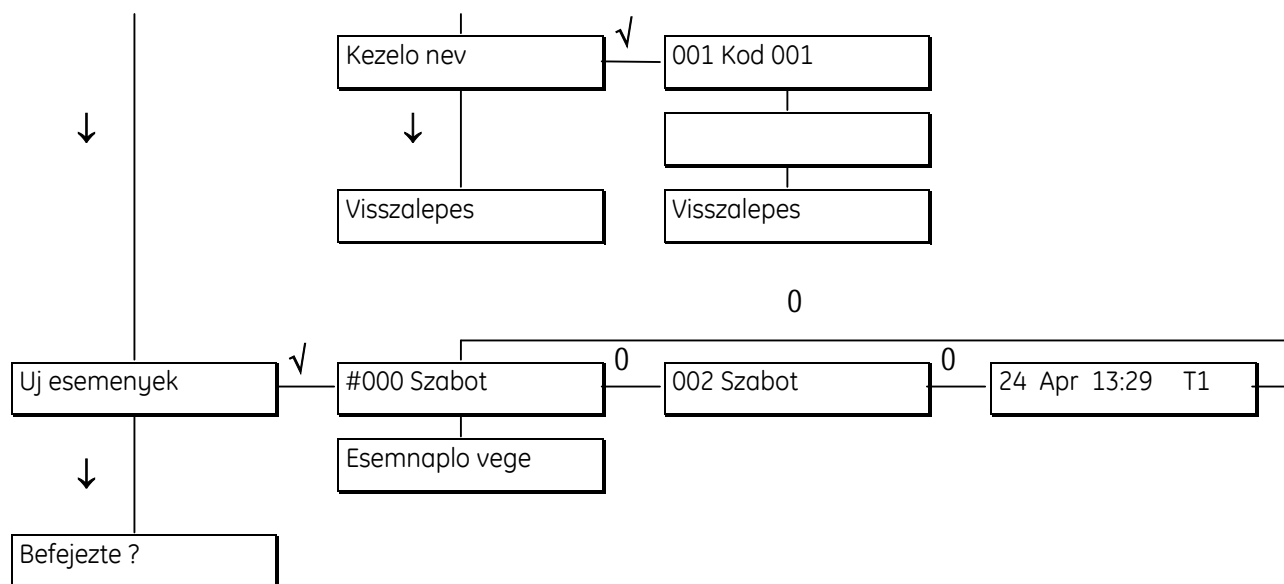 √
Kezelo nev
001 Kod 001
↓
↓
Visszalepes
Visszalepes
0
√
0
0
Uj esemenyek
#000 Szabot
002 Szabot
24 Apr 13:29 T1
Esemnaplo vege
↓
Befejezte ?